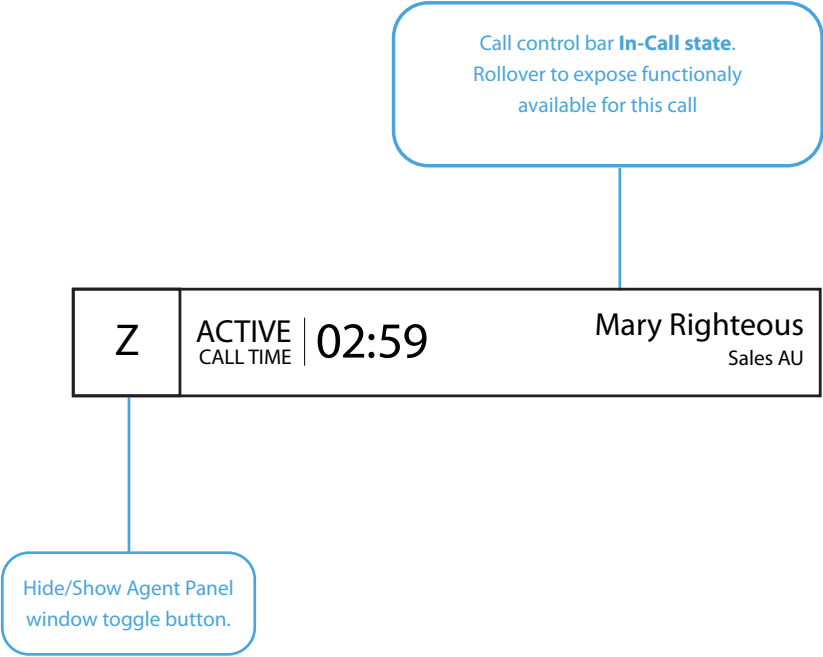 Call control bar In-Call state.
Rollover to expose functionaly
available for this call
Z
ACTIVE
CALL TIME
02:59
Mary Righteous
Sales AU
Hide/Show Agent Panel
window toggle button.